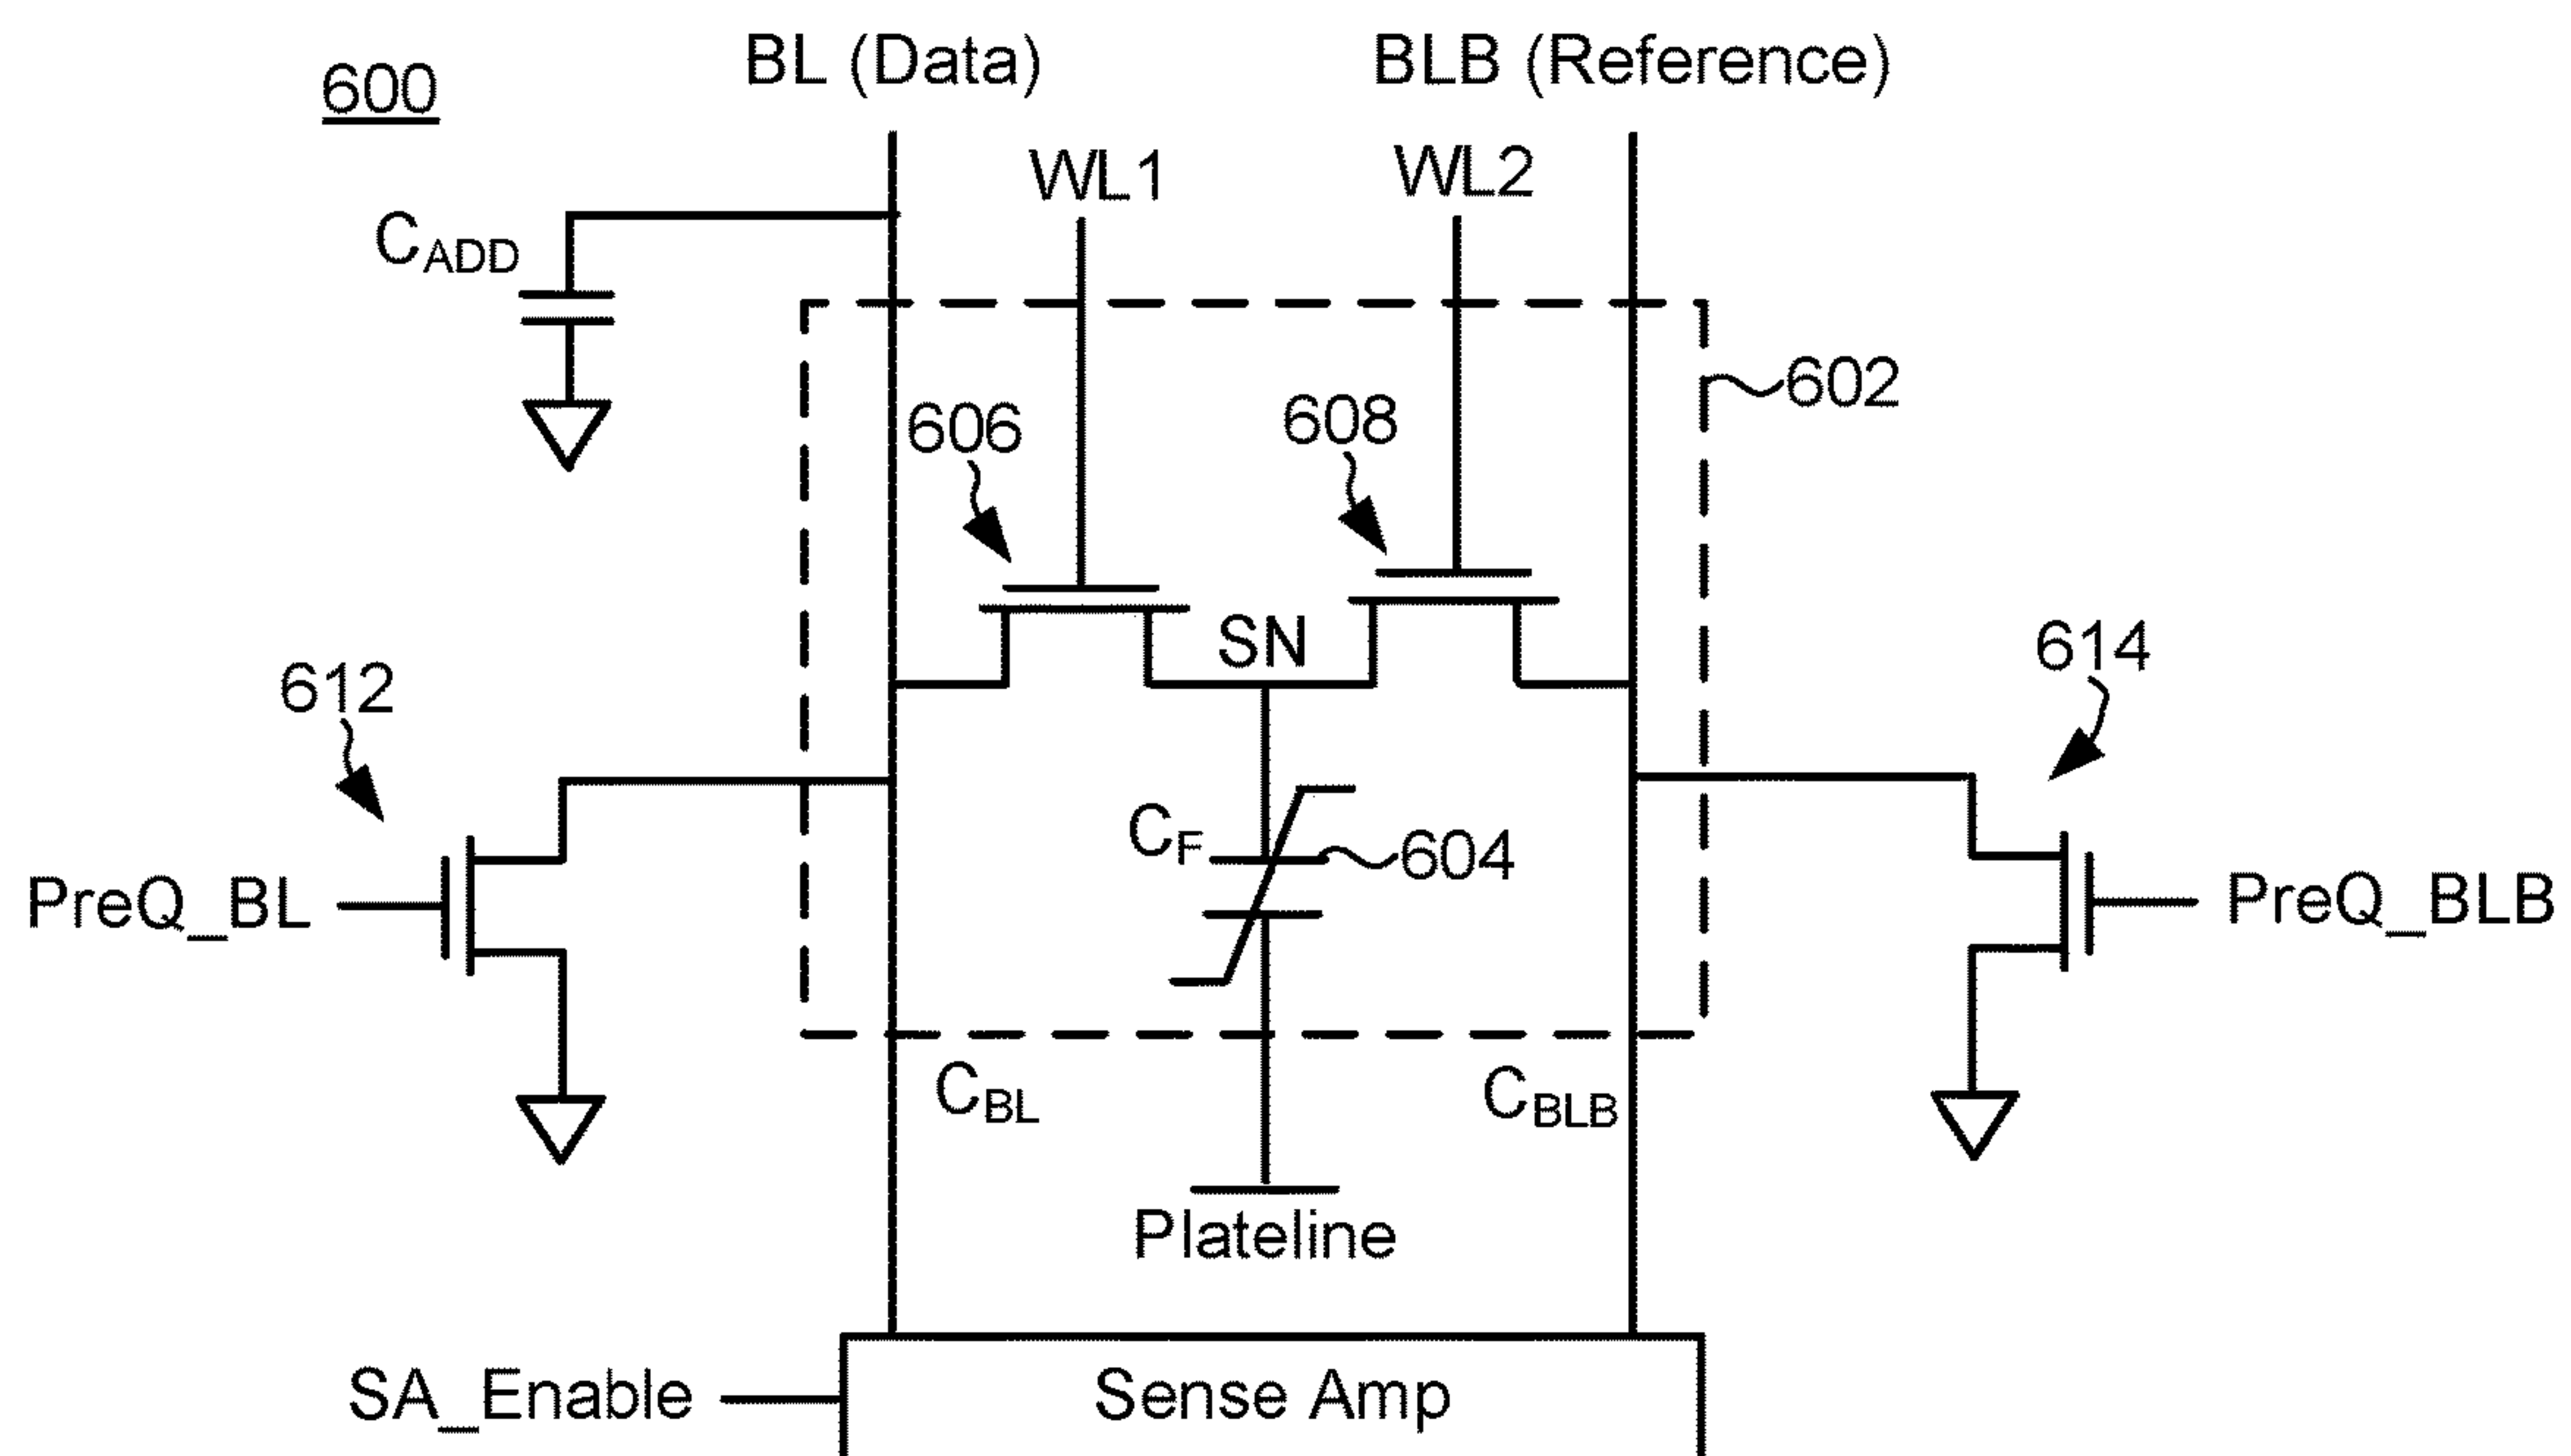 BL (Data)
BLB (Reference)
600
WL1
WL2
CADD
602
606
608
SN
614
612
CF
604
PreQ_BL
PreQ_BLB
CBL
CBLB
Plateline
SA_Enable
Sense Amp